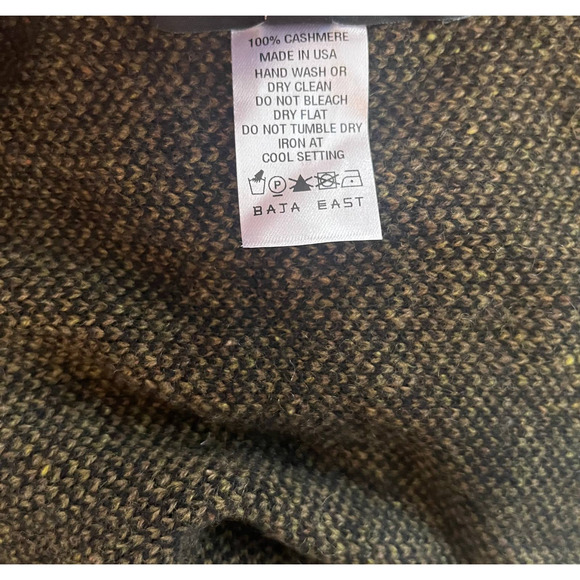 100% CASHMERE
MADE IN USA
HAND WASH OR
DRY CLEAN
DO NOT BLEACH
DRY FLAT
DO NOT TUMBLE DRY
IRON AT
COOL SETTING
P
BAJA EAST